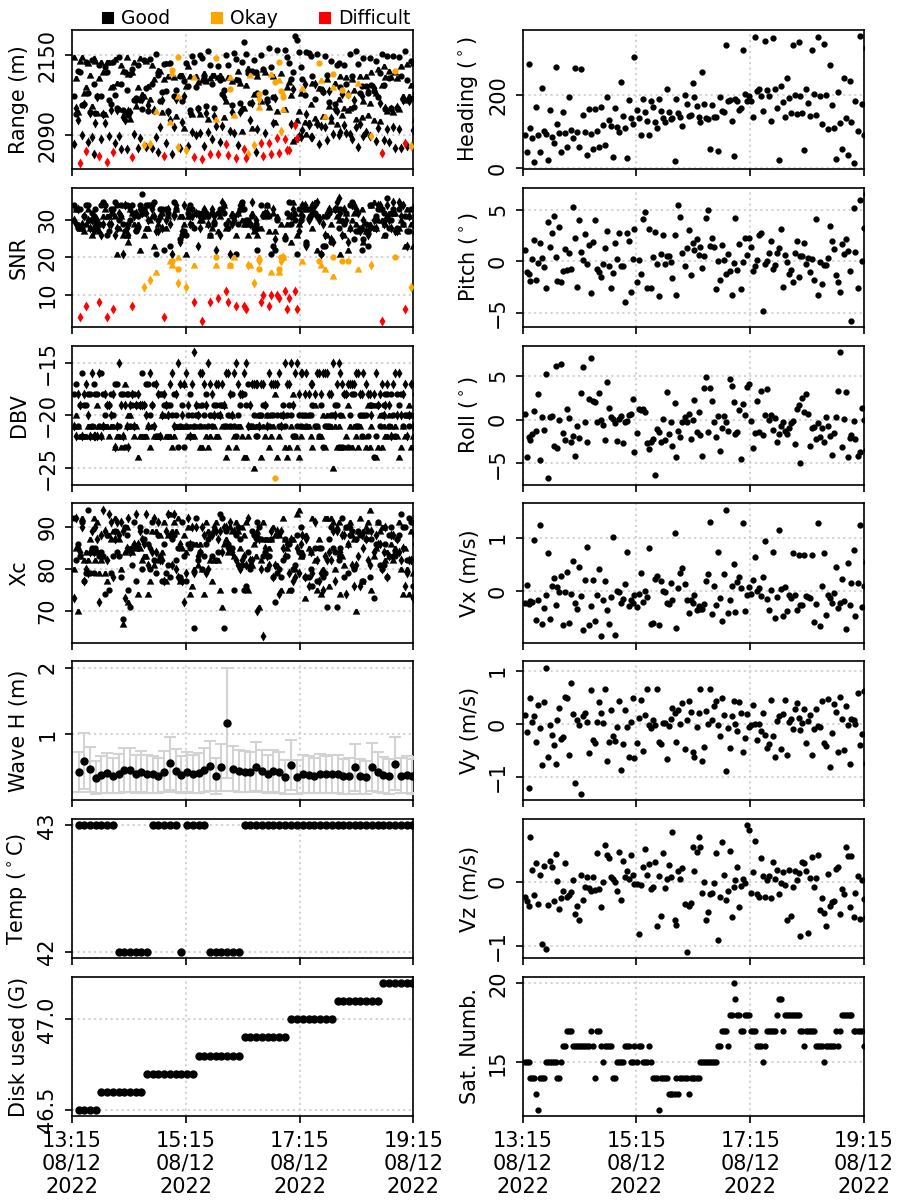 Good Okay Difficult
Range (m)
2150
2090
Heading (°)
200
0
SNR
30
20
10
Pitch (°)
5
0
−5
DBV
−15
−20
−25
Roll (°)
5
0
−5
Xc
90
80
70
Vx (m/s)
1
0
Wave H (m)
2
1
Vy (m/s)
1
0
−1
Temp (°C)
43
42
Vz (m/s)
0
−1
Disk used (G)
47.0
46.5
Sat. Numb.
20
15
13:15 15:15 17:15 19:15 13:15 15:15 17:15 19:15
08/12 08/12 08/12 08/12 08/12 08/12 08/12 08/12
2022 2022 2022 2022 2022 2022 2022 2022